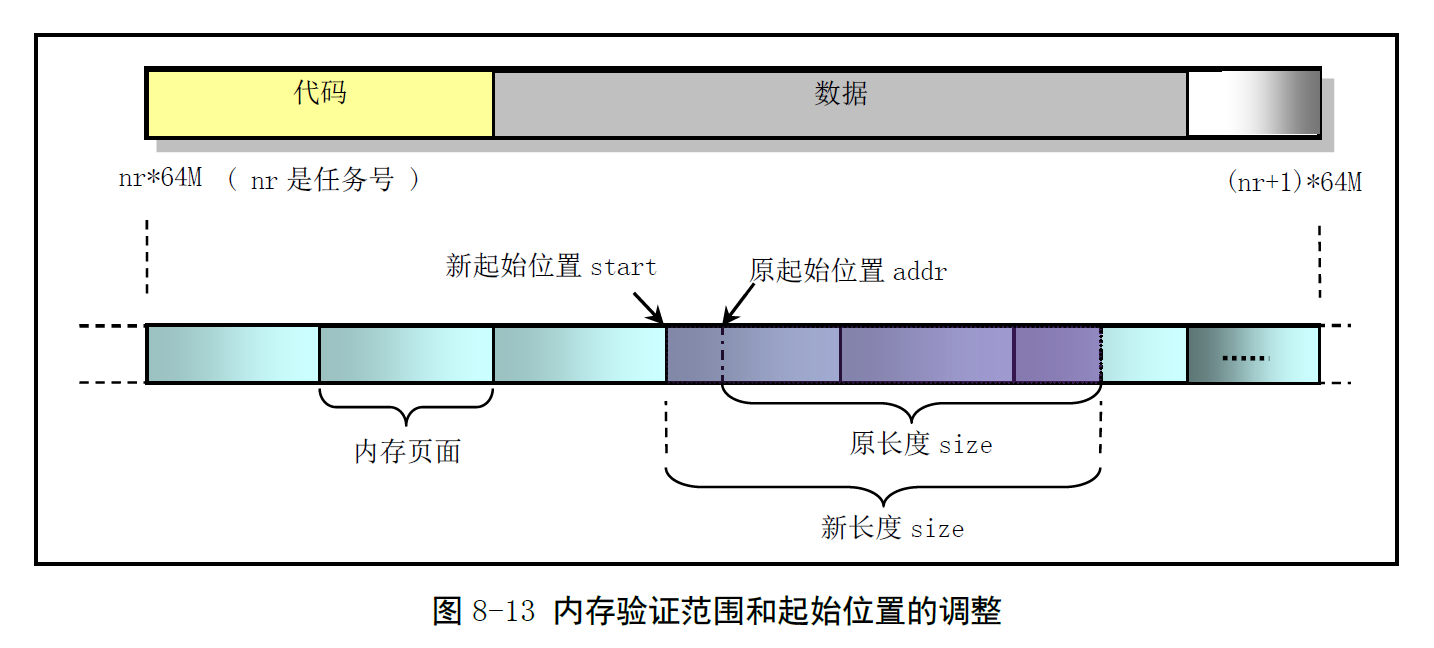 代码
数据
nr*64M （ nr 是任务号 ）
(nr+1)*64M
新起始位置 start
原起始位置 addr
......
内存页面
原长度 size
新长度 size
图 8-13 内存验证范围和起始位置的调整